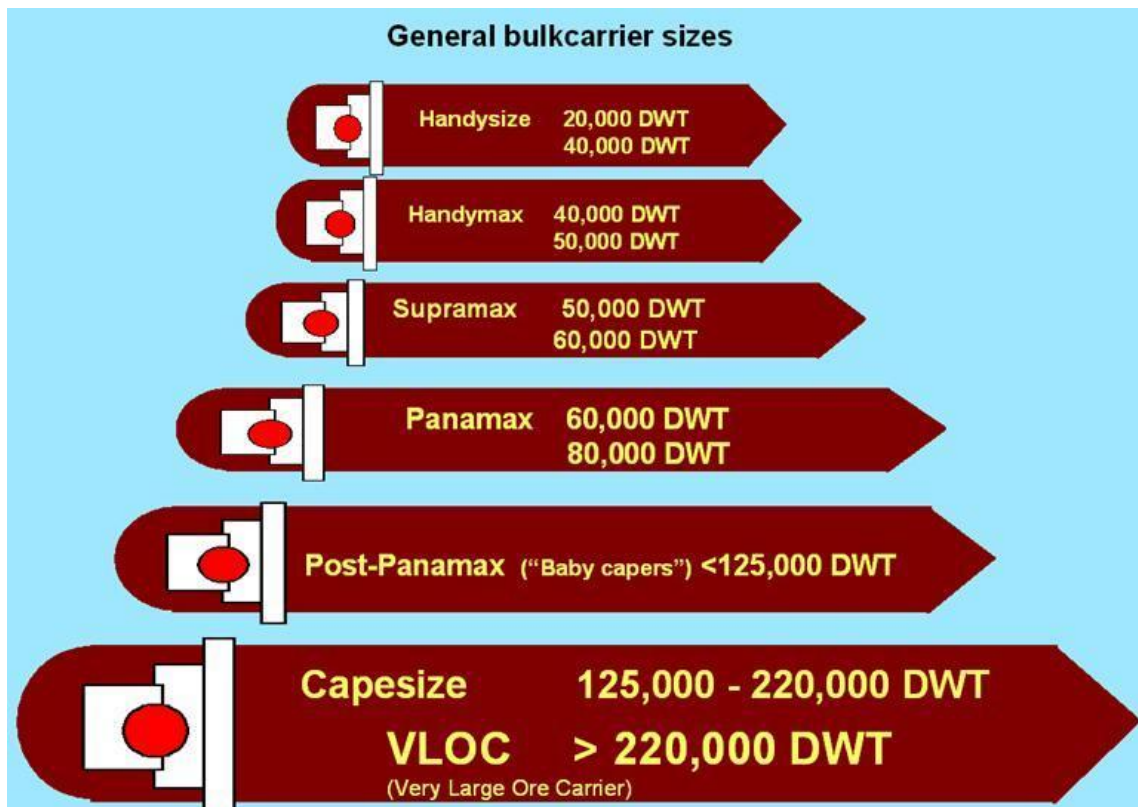 General bulkcarrier sizes
Handysize 20,000 DWT
40,000 DWT
Handymax 40,000 DWT
50,000 DWT
Supramax 50,000 DWT
60,000 DWT
Panamax 60,000 DWT
80,000 DWT
Post-Panamax (“Baby capers”) <125,000 DWT
Capesize 125,000 - 220,000 DWT
VLOC > 220,000 DWT
(Very Large Ore Carrier)